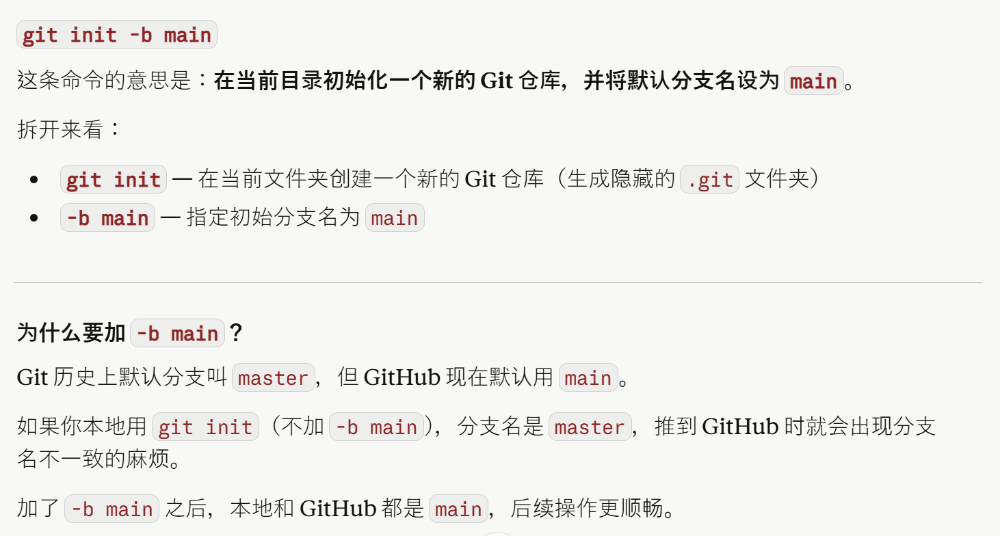 git init -b main
这条命令的意思是：在当前目录初始化一个新的 Git 仓库，并将默认分支名设为 main。
拆开来看：
• git init — 在当前文件夹创建一个新的 Git 仓库（生成隐藏的 .git 文件夹）
• -b main — 指定初始分支名为 main
为什么要加 -b main？
Git 历史上默认分支叫 master，但 GitHub 现在默认用 main。
如果你本地用 git init（不加 -b main），分支名是 master，推到 GitHub 时就会出现分支
名不一致的麻烦。
加了 -b main 之后，本地和 GitHub 都是 main，后续操作更顺畅。